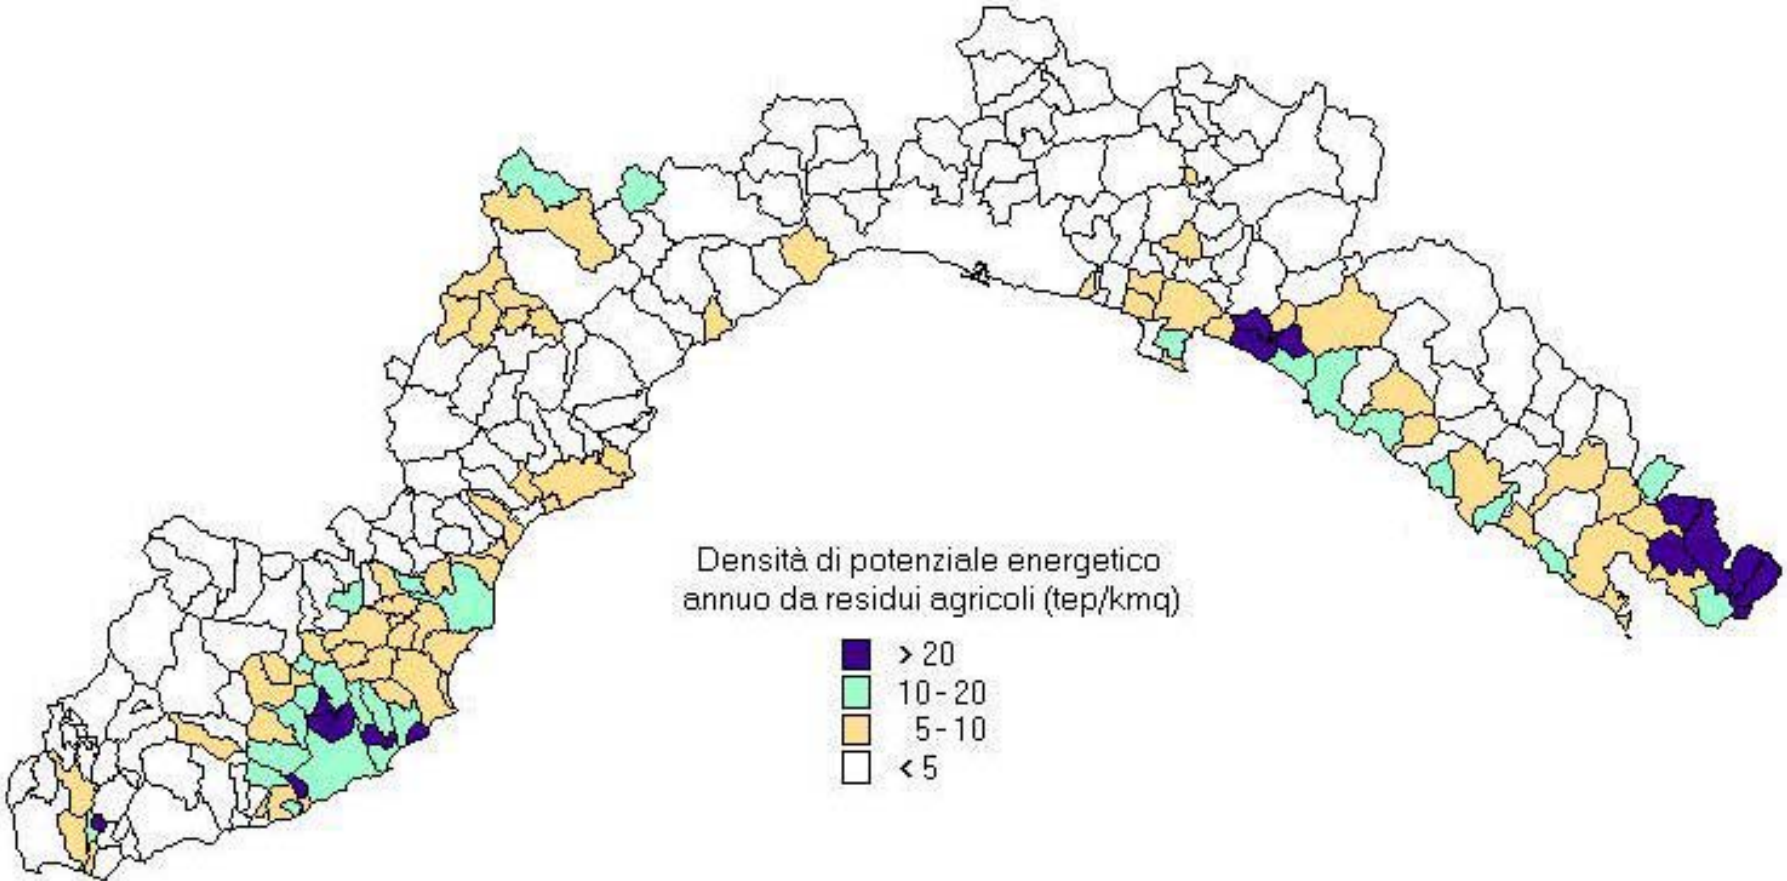 Densità di potenziale energetico
annuo da residui agricoli (tep/kmq)
> 20
10-20
5-10
< 5